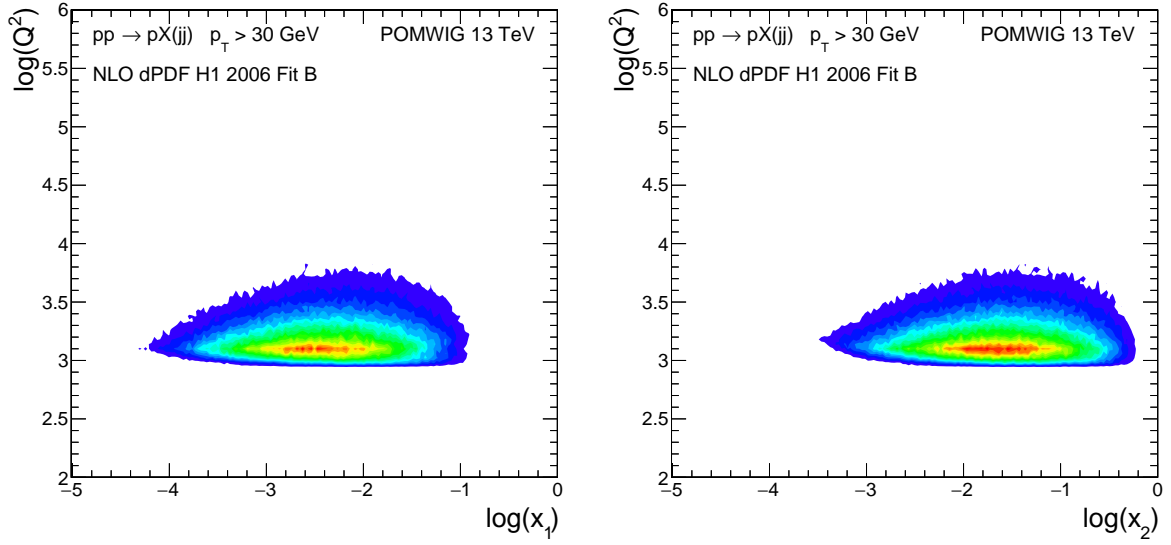 log(Q²)
6
5.5
5
4.5
4
3.5
3
2.5
2
pp → pX(jj) p_T > 30 GeV POMWIG 13 TeV
NLO dPDF H1 2006 Fit B
−5 −4 −3 −2 −1 0
log(x_1)
log(Q²)
6
5.5
5
4.5
4
3.5
3
2.5
2
pp → pX(jj) p_T > 30 GeV POMWIG 13 TeV
NLO dPDF H1 2006 Fit B
−5 −4 −3 −2 −1 0
log(x_2)